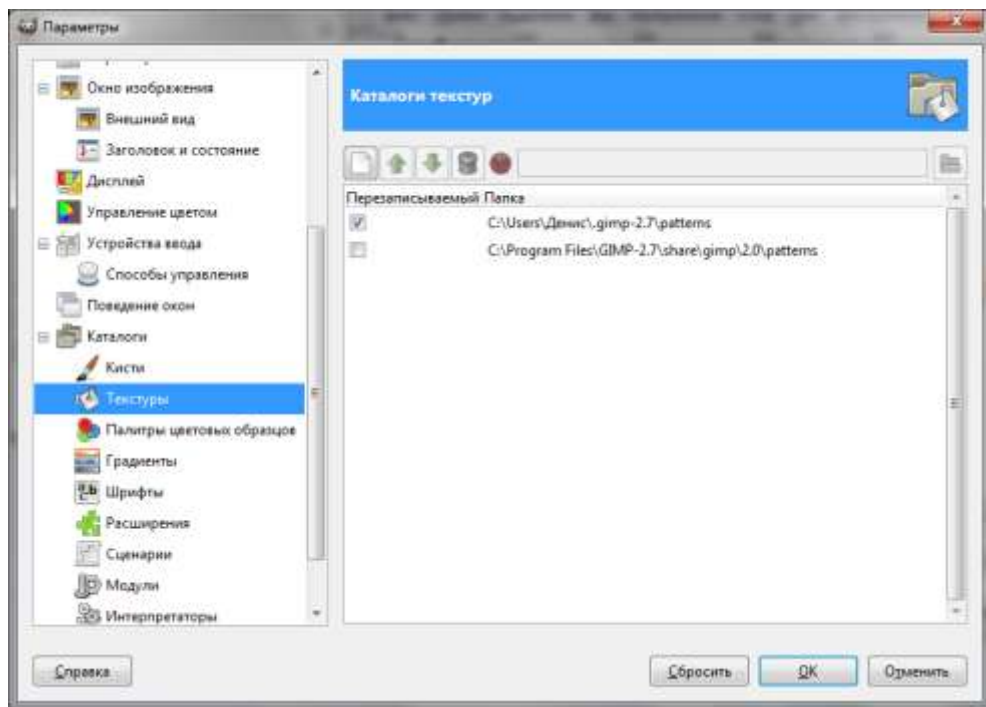 Параметры
Окно изображения
Внешний вид
Заголовок и состояние
Дисплей
Управление цветом
Устройства ввода
Способы управления
Поведение окон
Каталоги
Кисти
Текстуры
Палитры цветовых образцов
Градиенты
Шрифты
Расширения
Сценарии
Модули
Интерпретаторы
Каталоги текстур
Перезаписываемый Папка
C:\Users\Денис\.gimp-2.7\patterns
C:\Program Files\GIMP-2.7\share\gimp\2.0\patterns
Справка
Сбросить
OK
Отменить